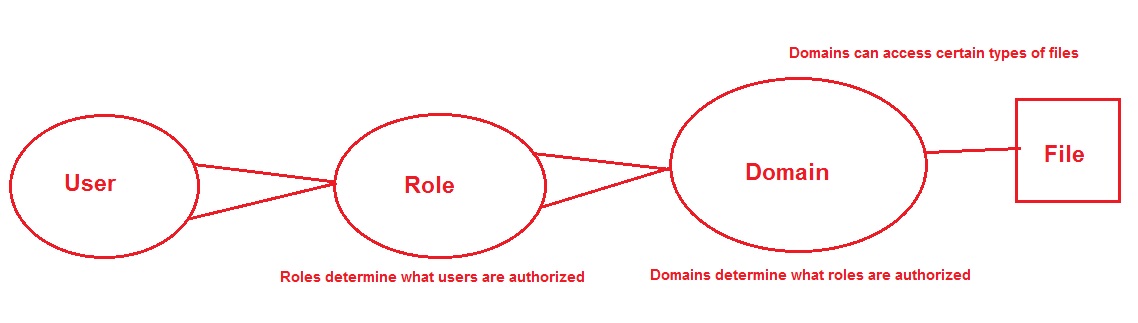 Domains can access certain types of files
User
Role
Domain
File
Roles determine what users are authorized
Domains determine what roles are authorized